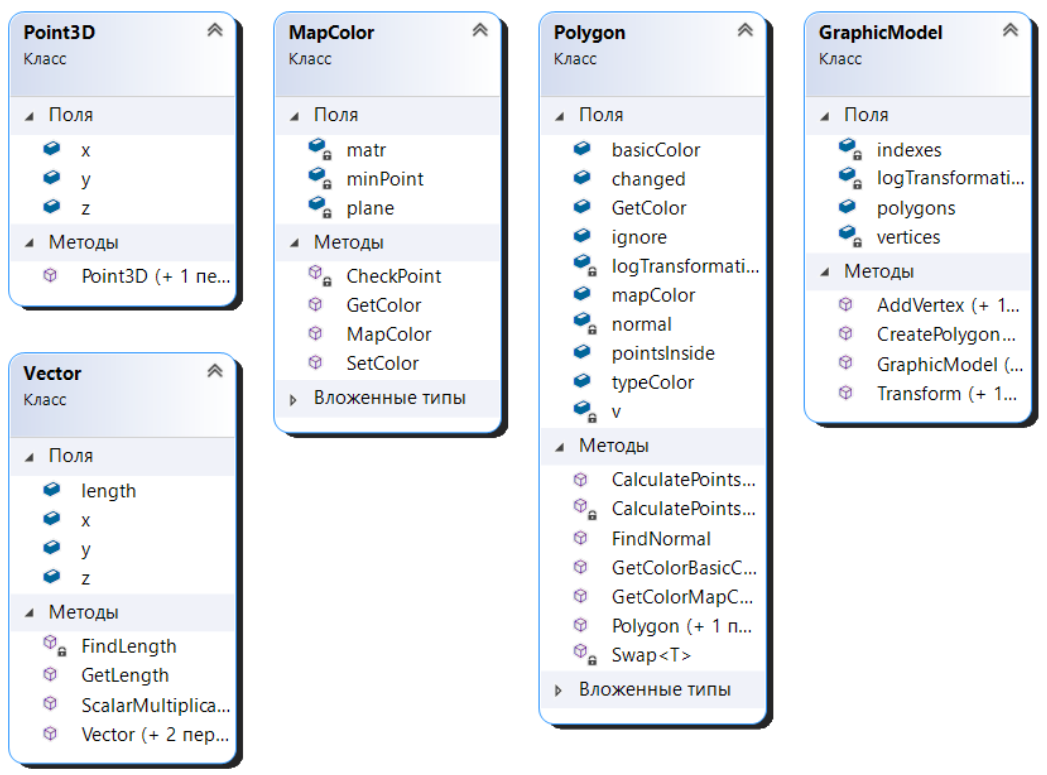 Point3D
Класс
Поля
x
y
z
Методы
Point3D (+ 1 пе...
Vector
Класс
Поля
length
x
y
z
Методы
FindLength
GetLength
ScalarMultiplica...
Vector (+ 2 пер...
MapColor
Класс
Поля
matr
minPoint
plane
Методы
CheckPoint
GetColor
MapColor
SetColor
Вложенные типы
Polygon
Класс
Поля
basicColor
changed
GetColor
ignore
logTransformati...
mapColor
normal
pointsInside
typeColor
v
Методы
CalculatePoints...
CalculatePoints...
FindNormal
GetColorBasicC...
GetColorMapC...
Polygon (+ 1 п...
Swap<T>
Вложенные типы
GraphicModel
Класс
Поля
indexes
logTransformati...
polygons
vertices
Методы
AddVertex (+ 1...
CreatePolygon...
GraphicModel (...
Transform (+ 1...